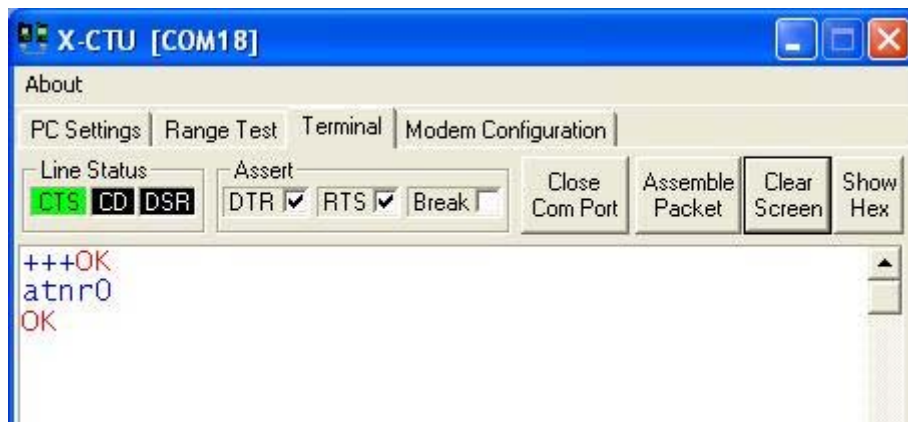 X-CTU [COM18]
About
PC Settings Range Test Terminal Modem Configuration
Line Status Assert
CTS CD DSR DTR RTS Break
Close Com Port
Assemble Packet
Clear Screen
Show Hex
+++OK
atnr0
OK